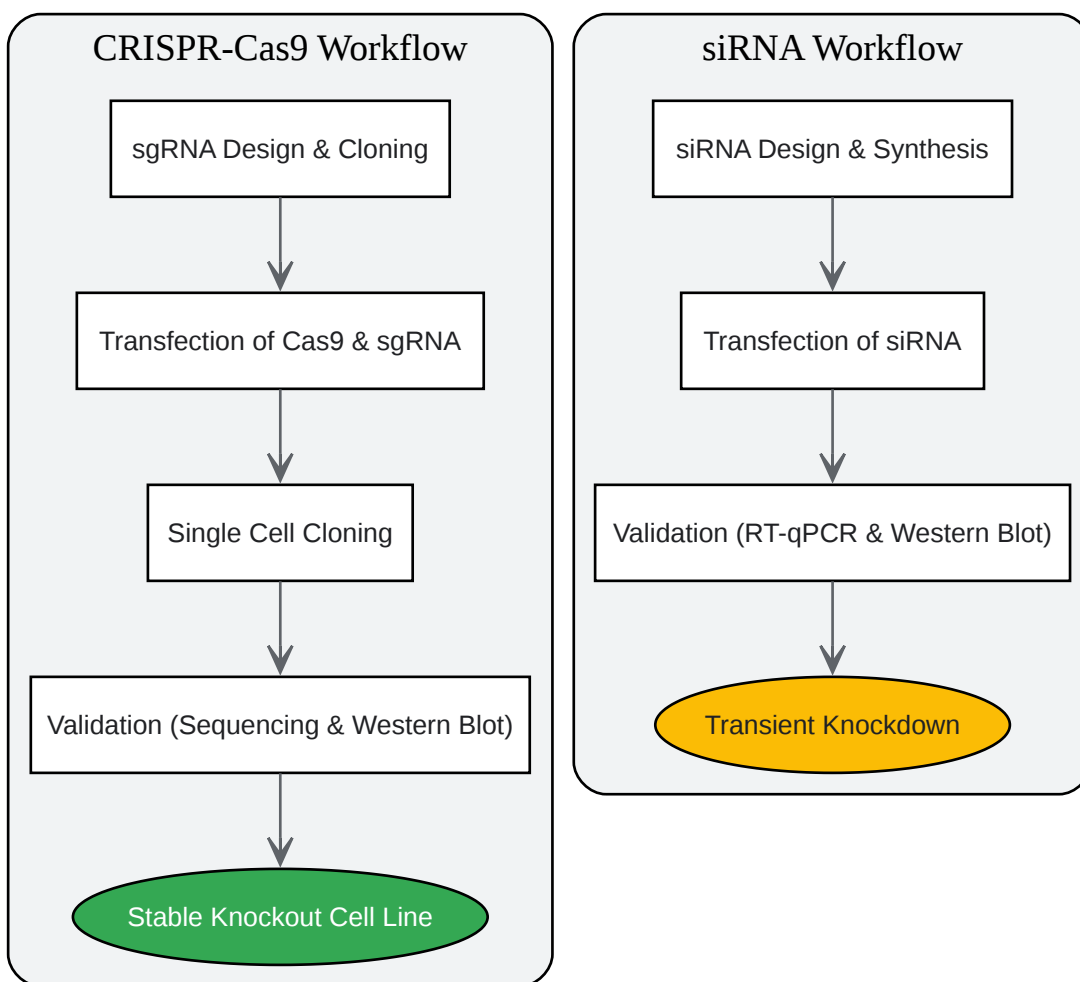 CRISPR-Cas9 Workflow
sgRNA Design & Cloning
Transfection of Cas9 & sgRNA
Single Cell Cloning
Validation (Sequencing & Western Blot)
Stable Knockout Cell Line
siRNA Workflow
siRNA Design & Synthesis
Transfection of siRNA
Validation (RT-qPCR & Western Blot)
Transient Knockdown